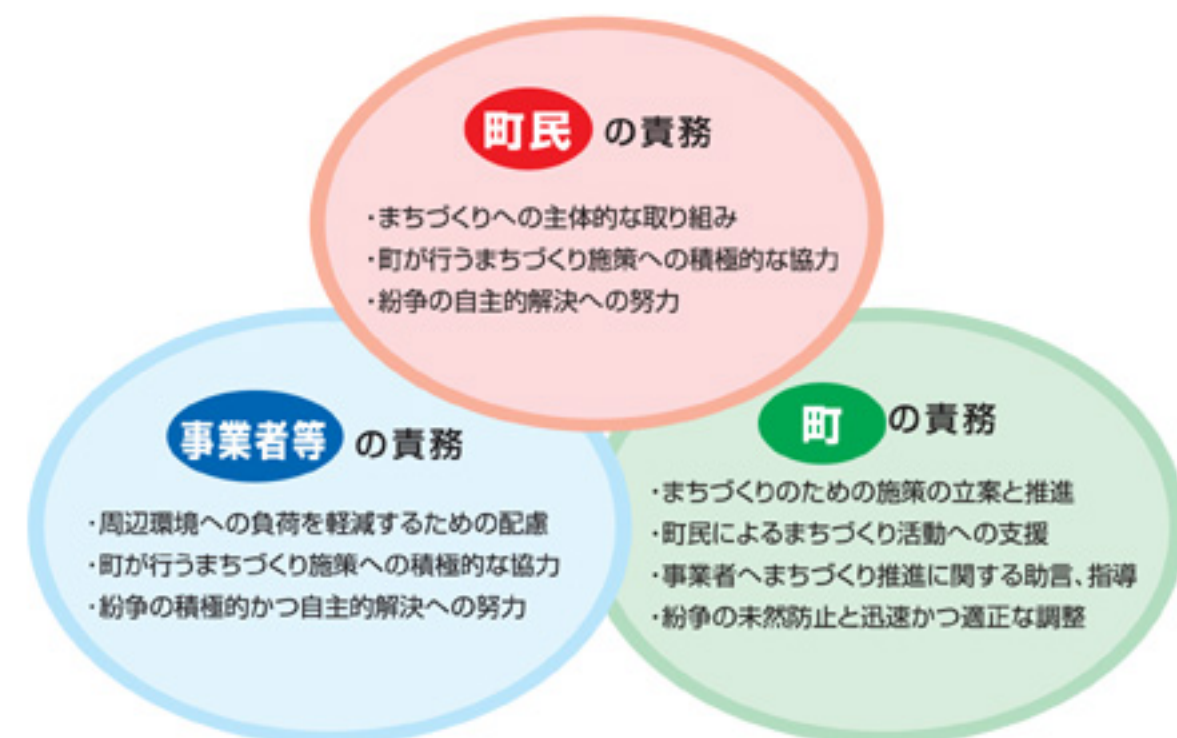 町民の責務
・まちづくりへの主体的な取り組み
・町が行うまちづくり施策への積極的な協力
・紛争の自主的解決への努力
事業者等の責務
・周辺環境への負荷を軽減するための配慮
・町が行うまちづくり施策への積極的な協力
・紛争の積極的かつ自主的解決への努力
町の責務
・まちづくりのための施策の立案と推進
・町民によるまちづくり活動への支援
・事業者へまちづくり推進に関する助言、指導
・紛争の未然防止と迅速かつ適正な調整